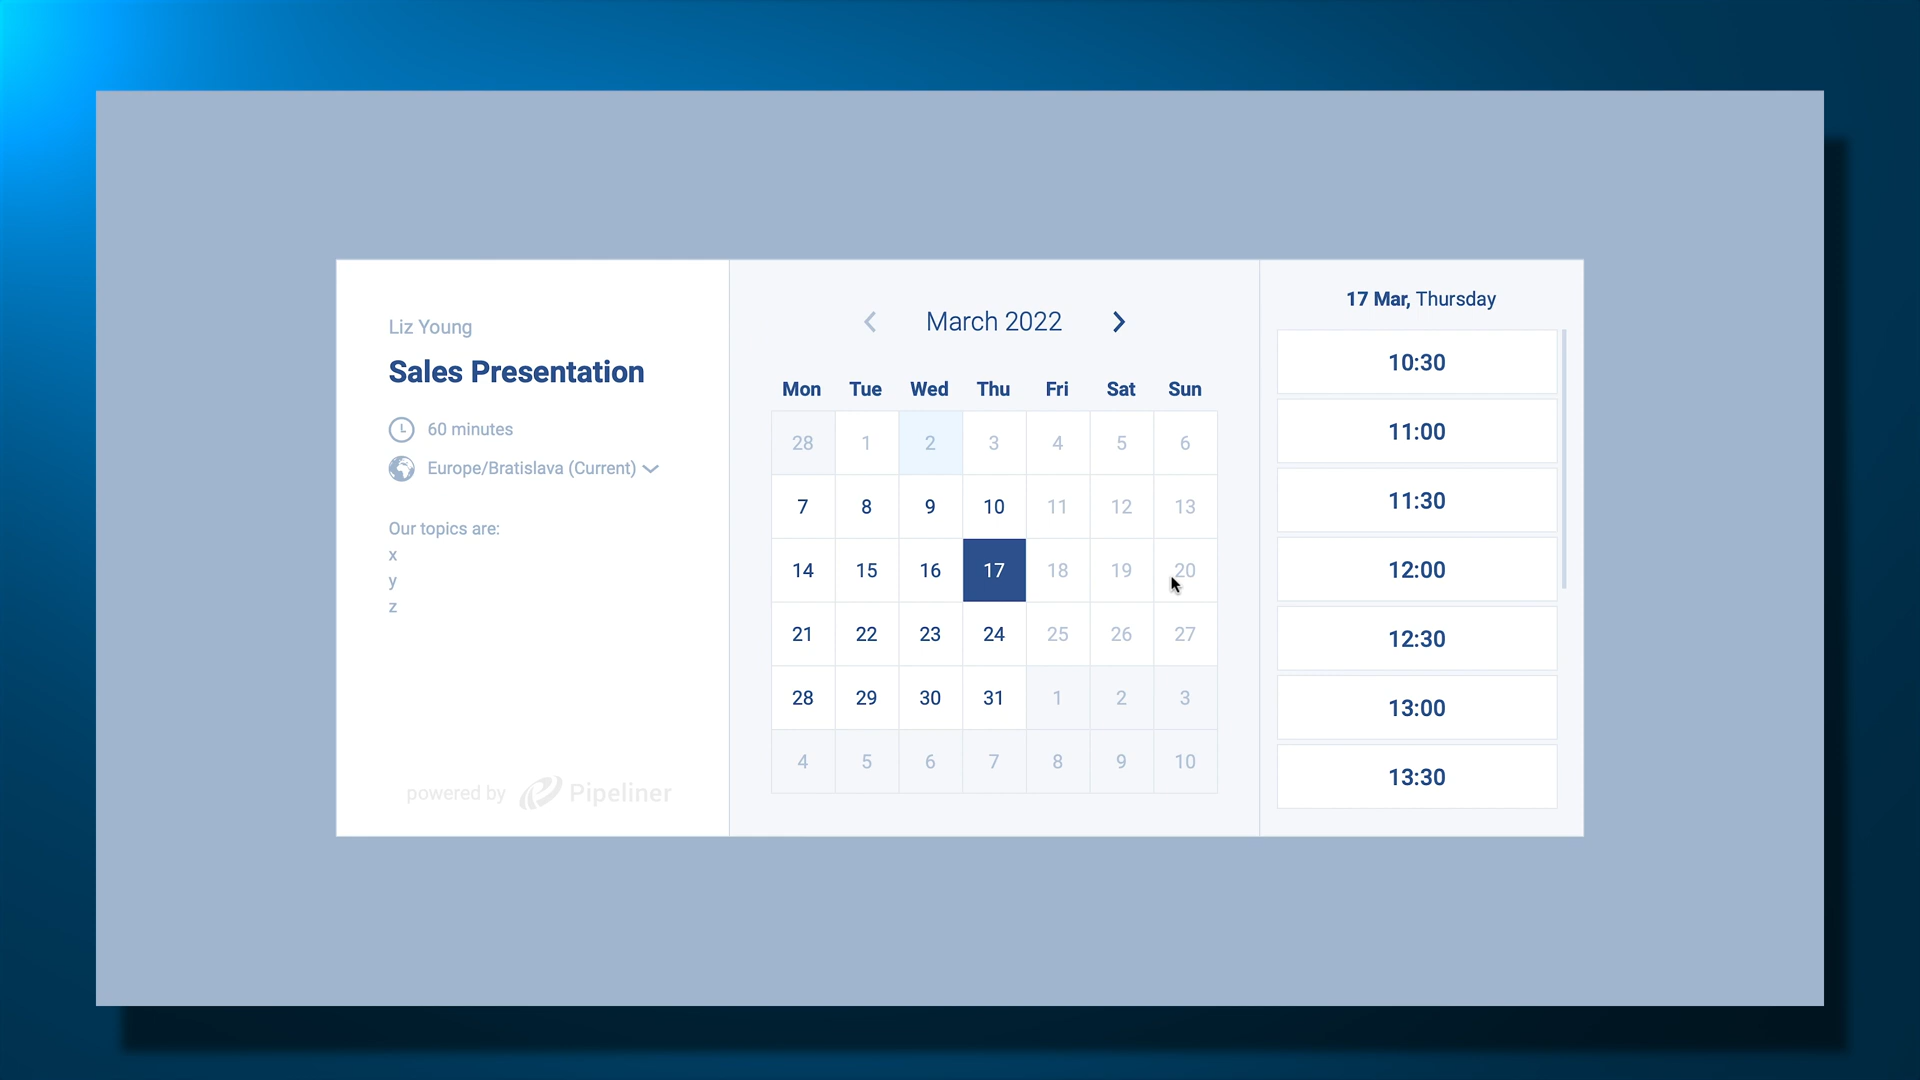 Liz Young
Sales Presentation
60 minutes
Europe/Bratislava (Current)
Our topics are:
x
y
z
powered by Pipeliner
March 2022
Mon Tue Wed Thu Fri Sat Sun
28 1 2 3 4 5 6
7 8 9 10 11 12 13
14 15 16 17 18 19 20
21 22 23 24 25 26 27
28 29 30 31 1 2 3
4 5 6 7 8 9 10
17 Mar, Thursday
10:30
11:00
11:30
12:00
12:30
13:00
13:30